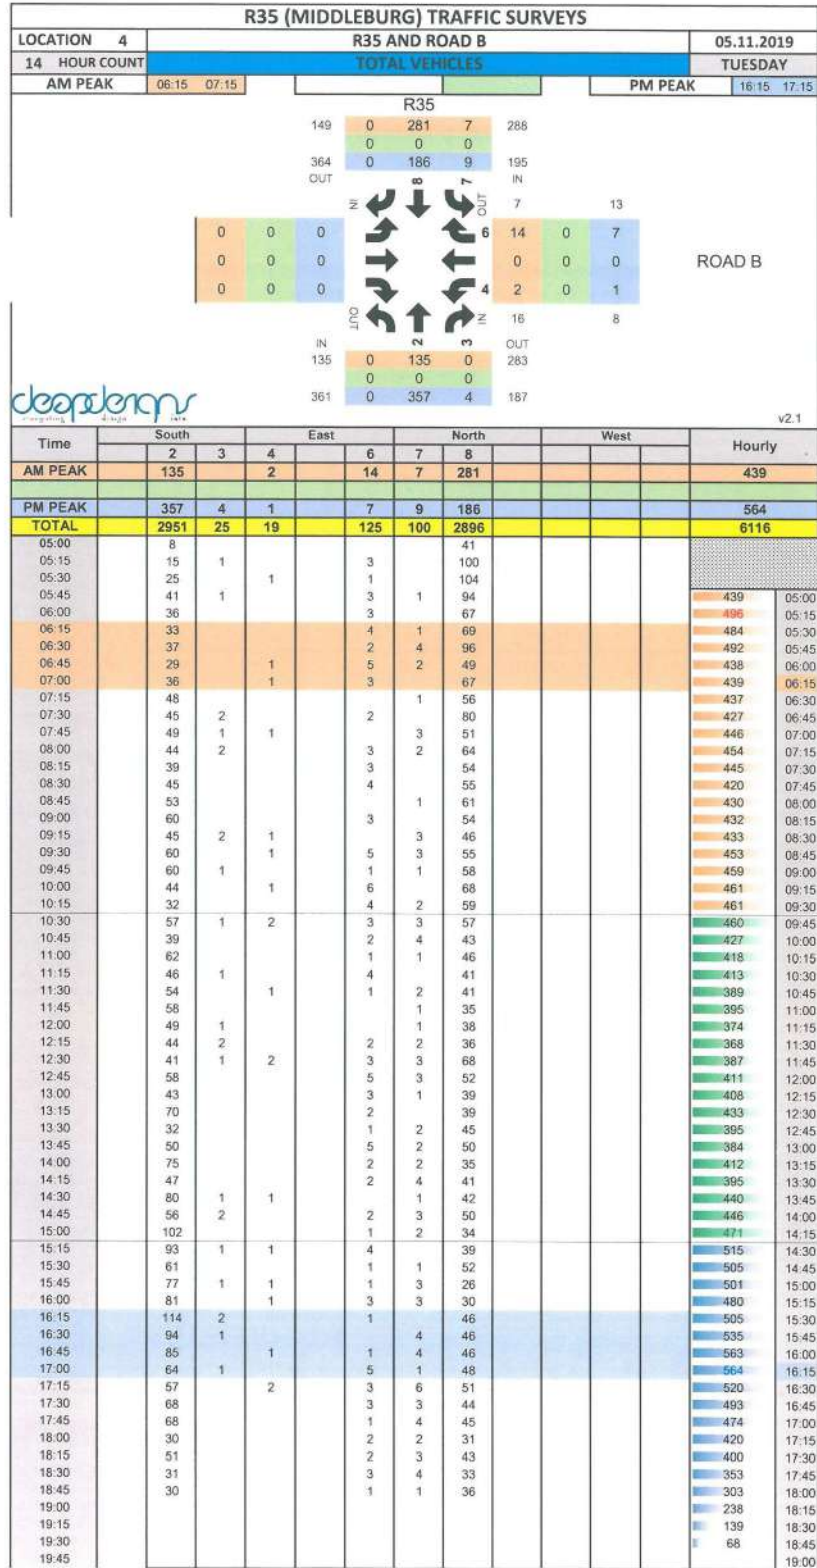 R35 (MIDDLEBURG) TRAFFIC SURVEYS
LOCATION 4 R35 AND ROAD B 05.11.2019
14 HOUR COUNT TOTAL VEHICLES TUESDAY
AM PEAK 06:15 07:15 PM PEAK 16:15 17:15
R35
149 0 281 7 288
0 0 0
364 0 186 9 195
OUT 8 7 IN
IN OUT 7 13
0 0 0 6 14 0 7
0 0 0 0 0 0 ROAD B
0 0 0 4 2 0 1
OUT 2 3 IN 16 8
IN OUT
135 0 135 0 283
0 0 0
361 0 357 4 187
deepdesigns
v2.1
Time South East North West Hourly
2 3 4 6 7 8
AM PEAK 135 2 14 7 281 439
PM PEAK 357 4 1 7 9 186 564
TOTAL 2951 25 19 125 100 2896 6116
05:00 8 41
05:15 15 1 3 100
05:30 25 1 1 104
05:45 41 1 3 1 94 439 05:00
06:00 36 3 67 496 05:15
06:15 33 4 1 69 484 05:30
06:30 37 2 4 96 492 05:45
06:45 29 1 5 2 49 438 06:00
07:00 36 1 3 67 439 06:15
07:15 48 1 56 437 06:30
07:30 45 2 2 80 427 06:45
07:45 49 1 1 3 51 446 07:00
08:00 44 2 3 2 64 454 07:15
08:15 39 3 54 445 07:30
08:30 45 4 55 420 07:45
08:45 53 1 61 430 08:00
09:00 60 3 54 432 08:15
09:15 45 2 1 3 46 433 08:30
09:30 60 1 5 3 55 453 08:45
09:45 60 1 1 1 58 459 09:00
10:00 44 1 6 68 461 09:15
10:15 32 4 2 59 461 09:30
10:30 57 1 2 3 3 57 460 09:45
10:45 39 2 4 43 427 10:00
11:00 62 1 1 46 418 10:15
11:15 46 1 4 41 413 10:30
11:30 54 1 1 2 41 389 10:45
11:45 58 1 35 395 11:00
12:00 49 1 1 38 374 11:15
12:15 44 2 2 2 36 368 11:30
12:30 41 1 2 3 3 68 387 11:45
12:45 58 5 3 52 411 12:00
13:00 43 3 1 39 408 12:15
13:15 70 2 39 433 12:30
13:30 32 1 2 45 395 12:45
13:45 50 5 2 50 384 13:00
14:00 75 2 2 35 412 13:15
14:15 47 2 4 41 395 13:30
14:30 80 1 1 1 42 440 13:45
14:45 56 2 2 3 50 446 14:00
15:00 102 1 2 34 471 14:15
15:15 93 1 1 4 39 515 14:30
15:30 61 1 1 52 505 14:45
15:45 77 1 1 1 3 26 501 15:00
16:00 81 1 3 3 30 480 15:15
16:15 114 2 1 46 505 15:30
16:30 94 1 4 46 535 15:45
16:45 85 1 1 4 46 563 16:00
17:00 64 1 5 1 48 564 16:15
17:15 57 2 3 6 51 520 16:30
17:30 68 3 3 44 493 16:45
17:45 68 1 4 45 474 17:00
18:00 30 2 2 31 420 17:15
18:15 51 2 3 43 400 17:30
18:30 31 3 4 33 353 17:45
18:45 30 1 1 36 303 18:00
19:00 238 18:15
19:15 139 18:30
19:30 68 18:45
19:45 19:00